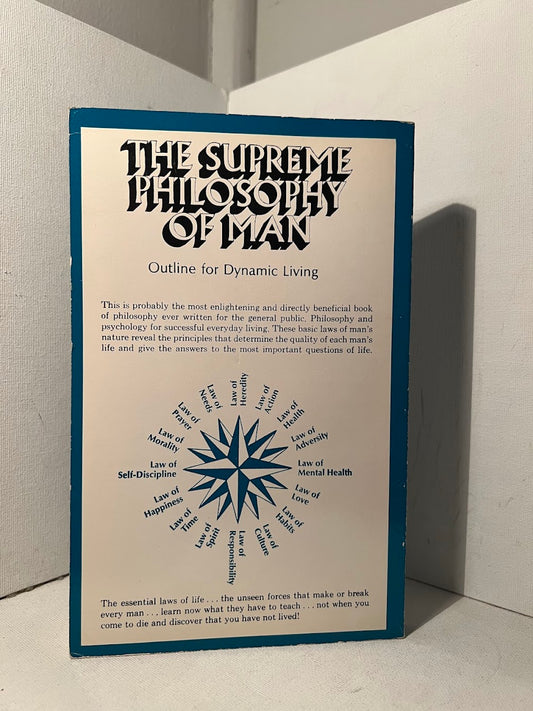 THE SUPREME
PHILOSOPHY
OF MAN
Outline for Dynamic Living
This is probably the most enlightening and directly beneficial book
of philosophy ever written for the general public. Philosophy and
psychology for successful everyday living. These basic laws of man's
nature reveal the principles that determine the quality of each man's
life and give the answers to the most important questions of life.
Law of
Heredity
Law of
Action
Law of
Health
Law of
Adversity
Law of
Mental Health
Law of
Love
Law of
Habits
Law of
Culture
Law of
Responsibility
Law of
Spirit
Law of
Time
Law of
Happiness
Law of
Self-Discipline
Law of
Morality
Law of
Prayer
Law of
Needs
The essential laws of life . . . the unseen forces that make or break
every man . . . learn now what they have to teach . . . not when you
come to die and discover that you have not lived!